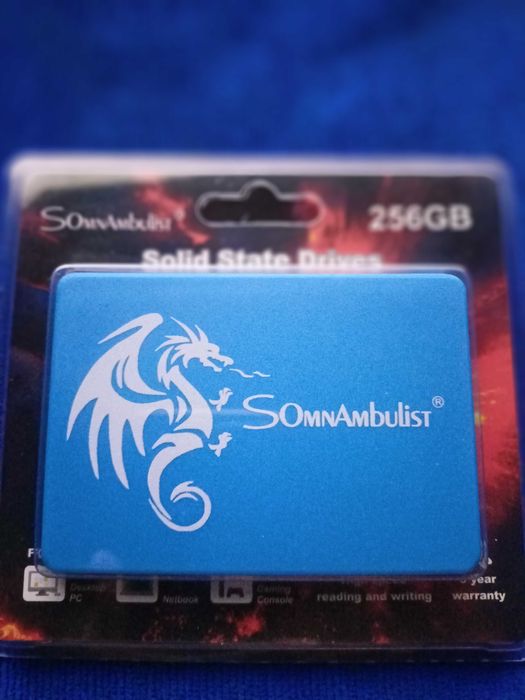 SOmnAmbulist®
256GB
Solid State Drives
SOmnAmbulist®
Desktop
PC
Netbook
Gaming
Console
reading and writing
year
warranty